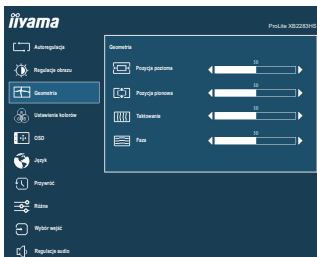 iiyama
ProLite XB2283HS
Autoregulacja
Regulacja obrazu
Geometria
Ustawienia kolorów
OSD
Język
Przywróć
Różne
Wybór wejść
Regulacja audio
Geometria
Pozycja pozioma
50
Pozycja pionowa
50
Taktowanie
50
Faza
50